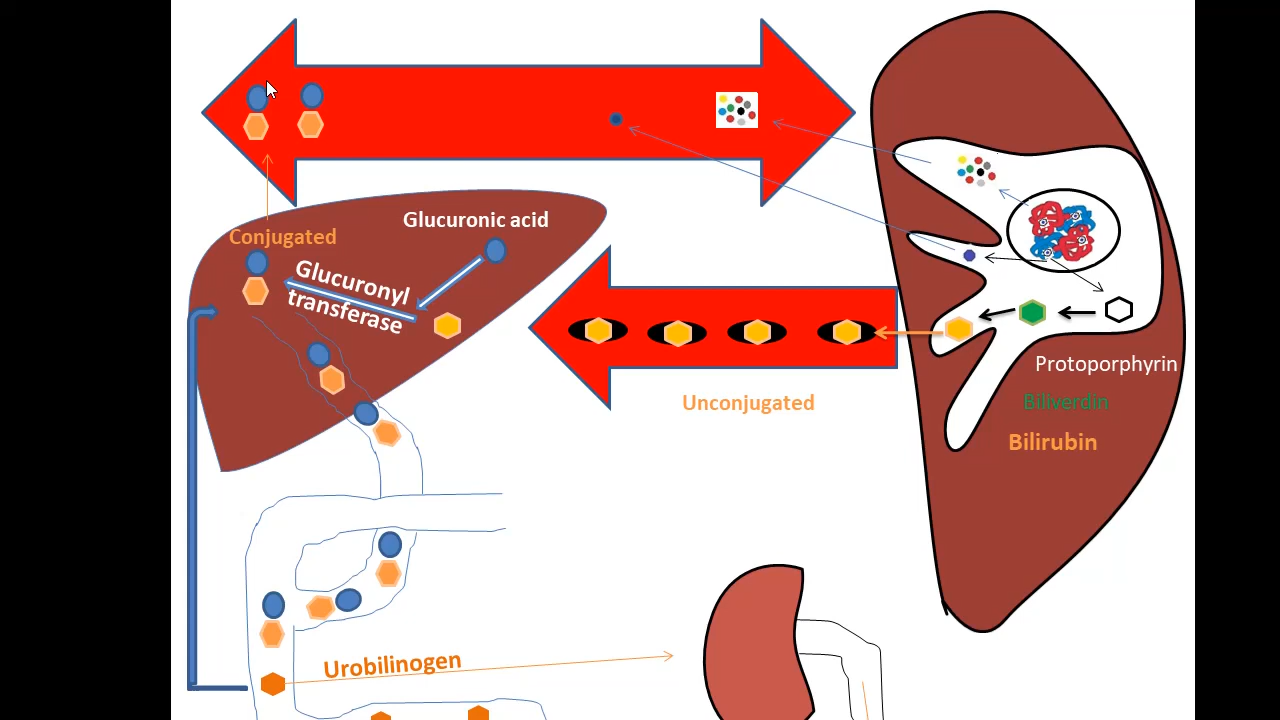 Glucuronic acid
Conjugated
Glucuronyl
transferase
Protoporphyrin
Biliverdin
Unconjugated
Bilirubin
Urobilinogen